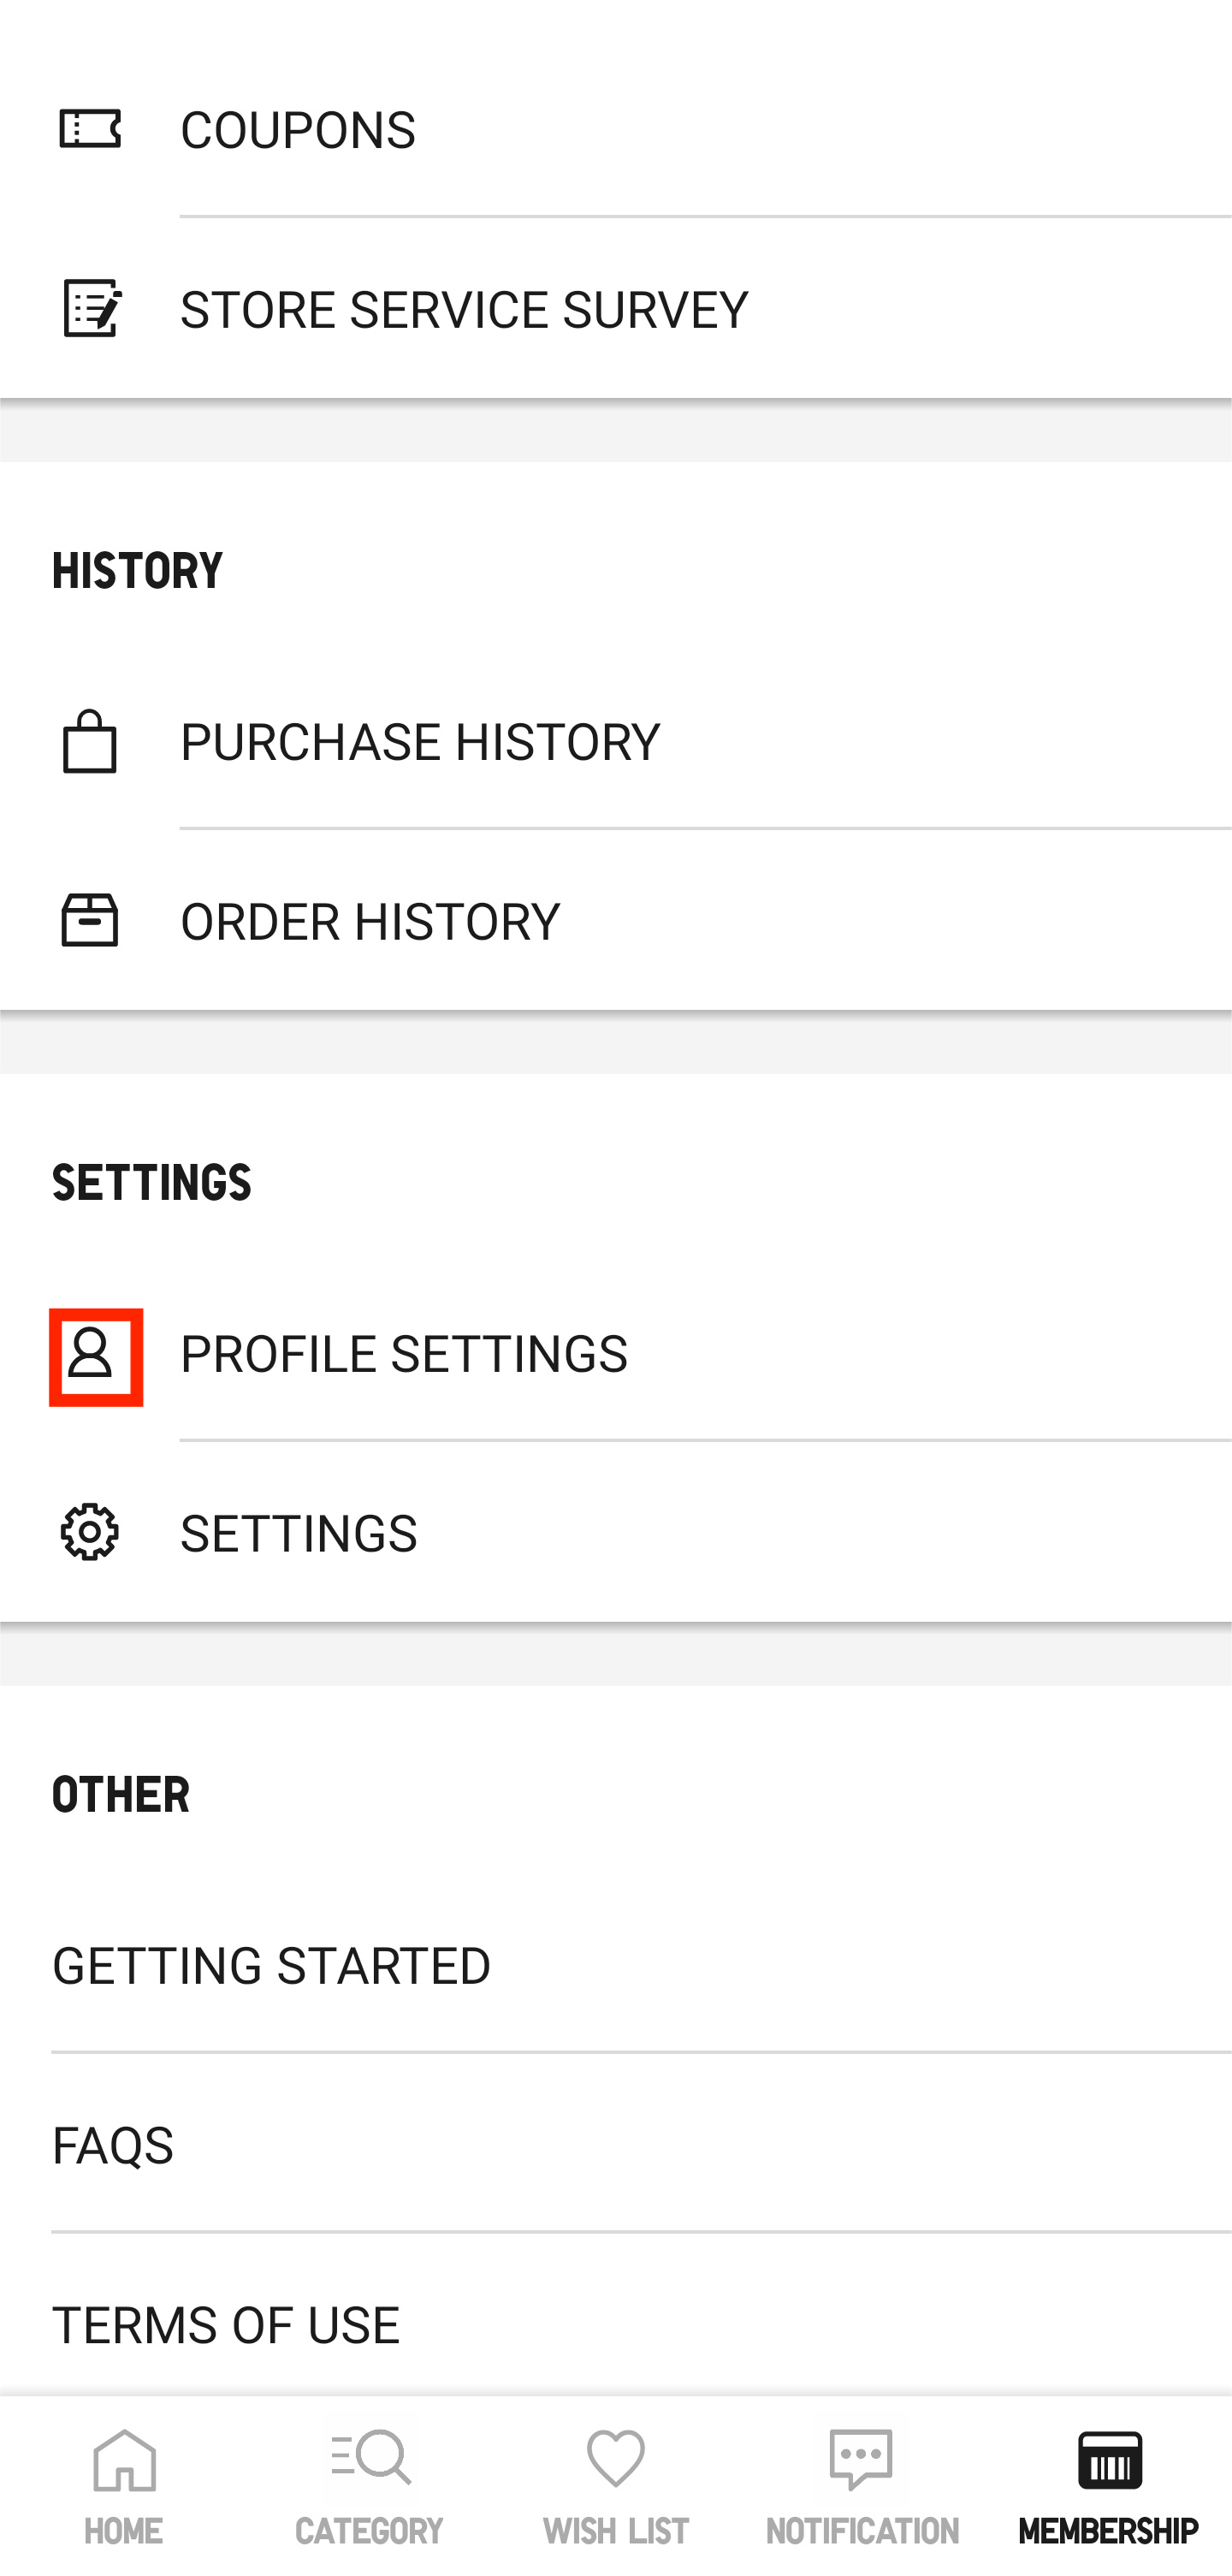 COUPONS
STORE SERVICE SURVEY
HISTORY
PURCHASE HISTORY
ORDER HISTORY
SETTINGS
PROFILE SETTINGS
SETTINGS
OTHER
GETTING STARTED
FAQS
TERMS OF USE
HOME CATEGORY WISH LIST NOTIFICATION MEMBERSHIP